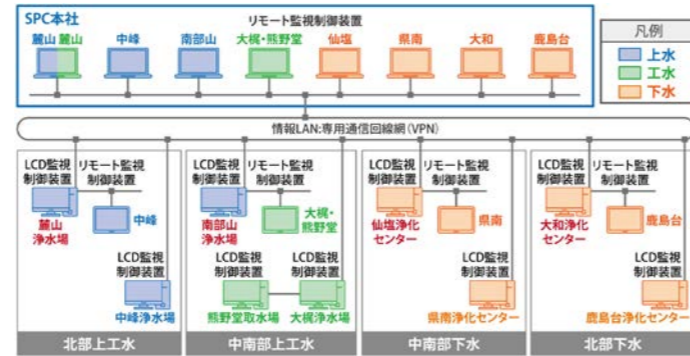 SPC本社
リモート監視制御装置
麓山 麓山
中峰
南部山
大梶・熊野堂
仙塩
県南
大和
鹿島台
凡例
上水
工水
下水
情報LAN:専用通信回線網(VPN)
LCD監視
制御装置
リモート監視
制御装置
麓山
浄水場
中峰
LCD監視
制御装置
中峰浄水場
北部上工水
LCD監視
制御装置
リモート監視
制御装置
南部山
浄水場
大梶・
熊野堂
LCD監視
制御装置
熊野堂取水場
LCD監視
制御装置
大梶浄水場
中南部上工水
LCD監視
制御装置
リモート監視
制御装置
仙塩浄化
センター
県南
LCD監視
制御装置
県南浄化センター
中南部下水
LCD監視
制御装置
リモート監視
制御装置
大和浄化
センター
鹿島台
LCD監視
制御装置
鹿島台浄化センター
北部下水